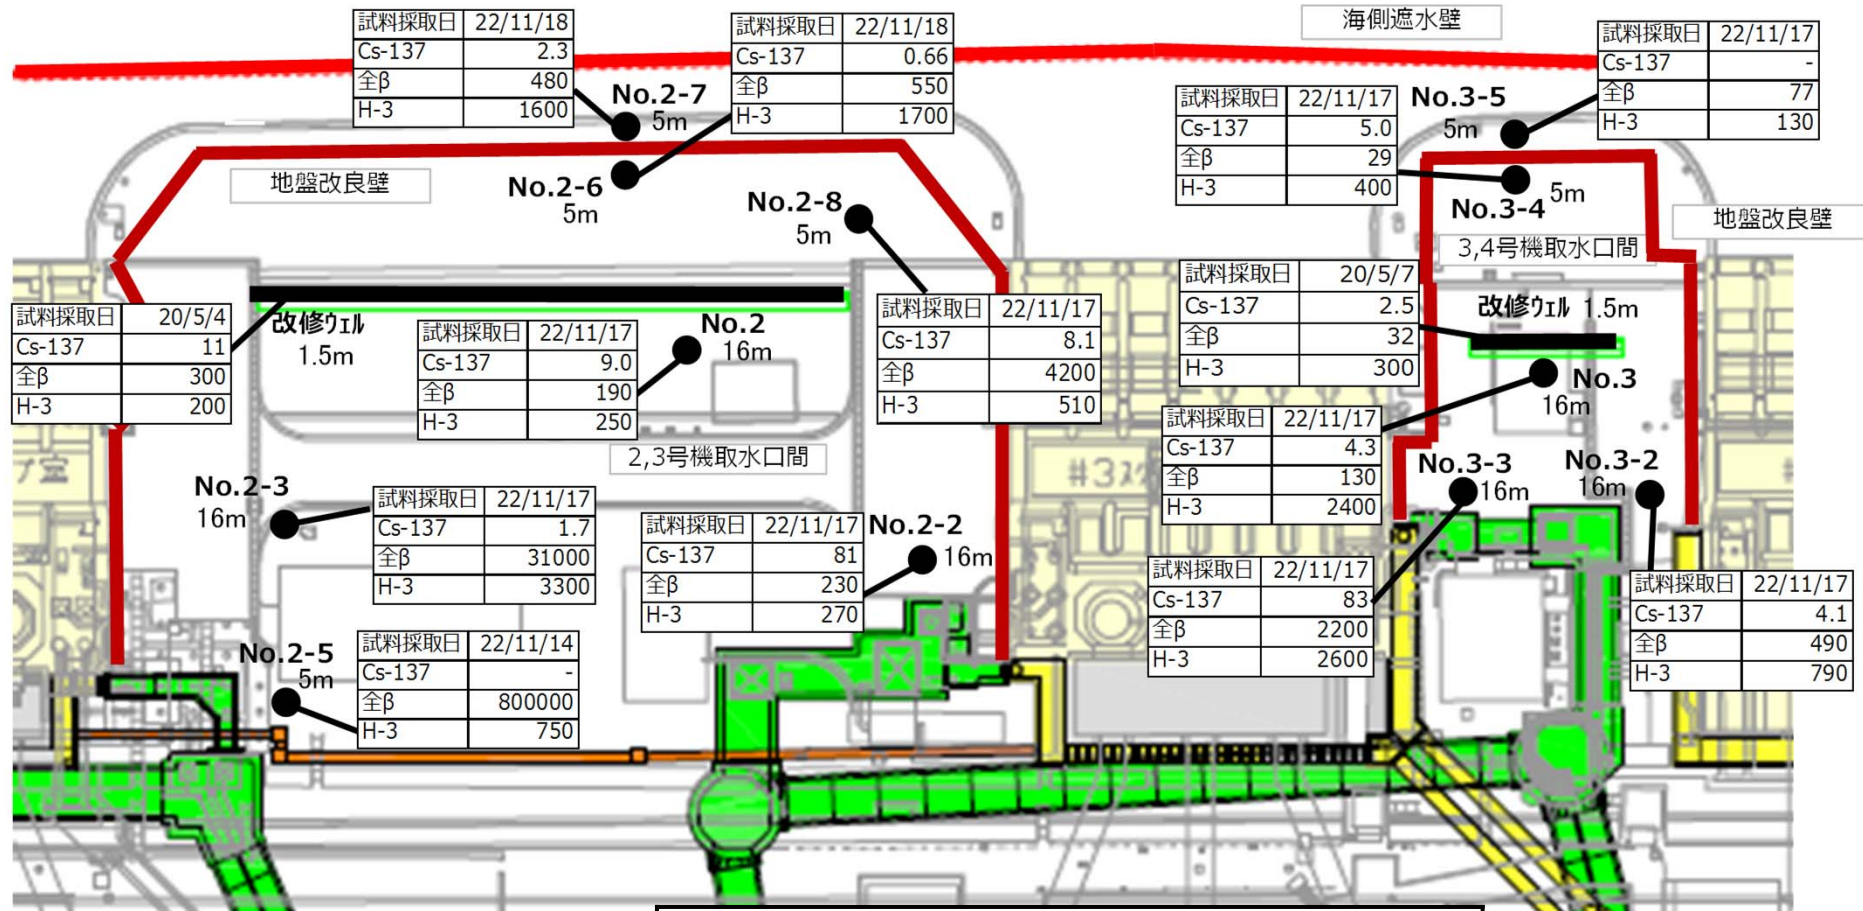 海側遮水壁
試料採取日 22/11/18
Cs-137 2.3
全β 480
H-3 1600
No.2-7
5m
試料採取日 22/11/18
Cs-137 0.66
全β 550
H-3 1700
No.2-6
5m
地盤改良壁
No.2-8
5m
試料採取日 22/11/17
Cs-137 8.1
全β 4200
H-3 510
試料採取日 20/5/4
Cs-137 11
全β 300
H-3 200
改修ウェル
1.5m
試料採取日 22/11/17
Cs-137 9.0
全β 190
H-3 250
No.2
16m
2,3号機取水口間
No.2-3
16m
試料採取日 22/11/17
Cs-137 1.7
全β 31000
H-3 3300
試料採取日 22/11/17
Cs-137 81
全β 230
H-3 270
No.2-2
16m
No.2-5
5m
試料採取日 22/11/14
Cs-137 -
全β 800000
H-3 750
試料採取日 22/11/17
Cs-137 -
全β 77
H-3 130
No.3-5
5m
試料採取日 22/11/17
Cs-137 5.0
全β 29
H-3 400
No.3-4
5m
地盤改良壁
3,4号機取水口間
試料採取日 20/5/7
Cs-137 2.5
全β 32
H-3 300
改修ウェル 1.5m
No.3
16m
試料採取日 22/11/17
Cs-137 4.3
全β 130
H-3 2400
No.3-3
16m
No.3-2
16m
試料採取日 22/11/17
Cs-137 83
全β 2200
H-3 2600
試料採取日 22/11/17
Cs-137 4.1
全β 490
H-3 790
#3